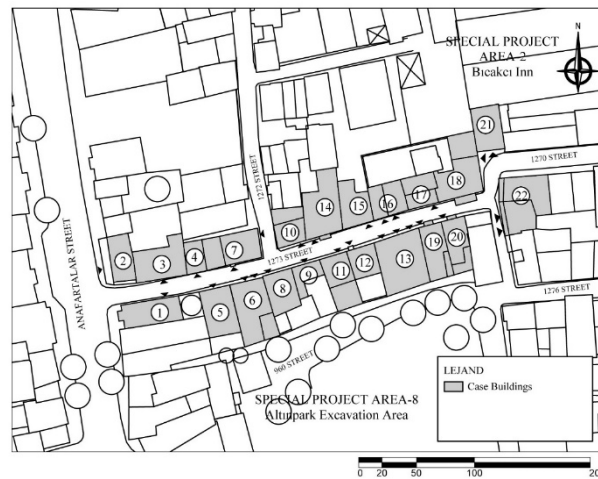 SPECIAL PROJECT
AREA-2
Bıcakcı Inn
N
21
1270 STREET
1272 STREET
14
15
16
17
18
22
10
2
3
4
7
1273 STREET
ANAFARTALAR STREET
1
5
6
8
9
11
12
13
19
20
1276 STREET
960 STREET
SPECIAL PROJECT AREA-8
Altınpark Excavation Area
LEJAND
Case Buildings
0 20 50 100 20